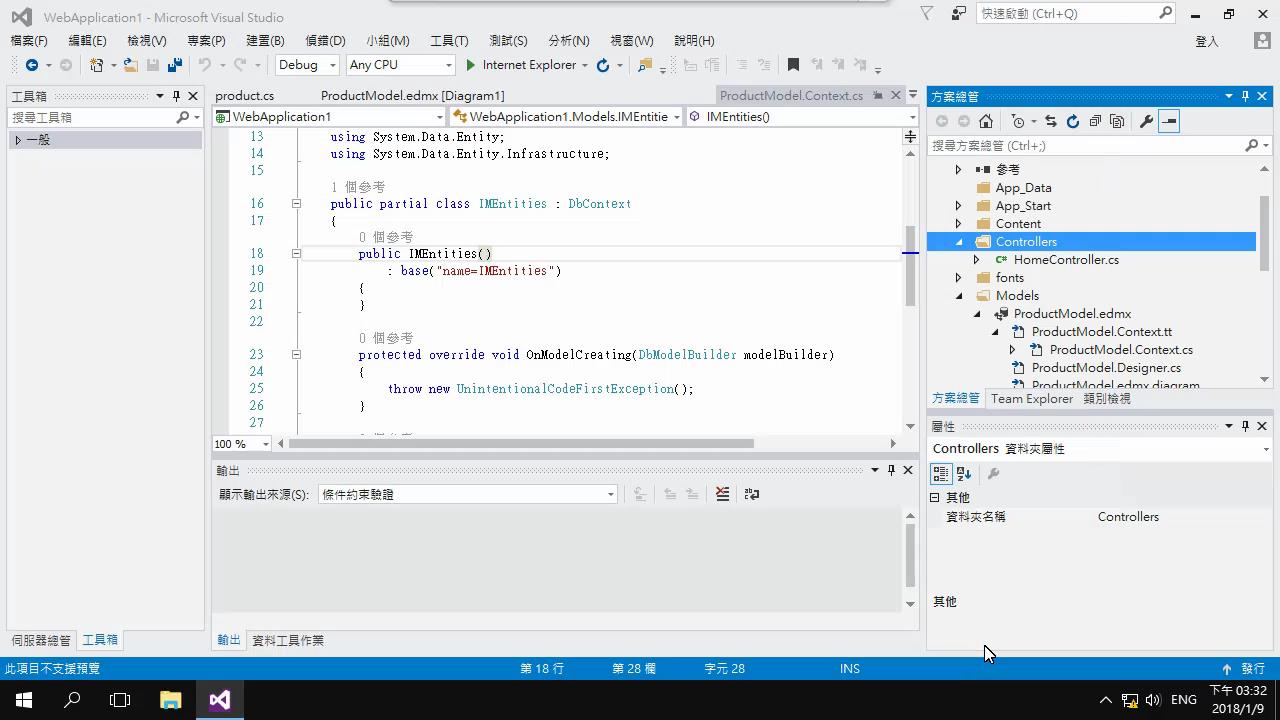 WebApplication1 - Microsoft Visual Studio
快速啟動 (Ctrl+Q)
檔案(F) 編輯(E) 檢視(V) 專案(P) 建置(B) 偵錯(D) 小組(M) 工具(T) 測試(S) 分析(N) 視窗(W) 說明(H)
登入
Debug Any CPU Internet Explorer
工具箱
搜尋工具箱
一般
伺服器總管 工具箱
product.cs ProductModel.edmx [Diagram1] ProductModel.Context.cs
WebApplication1 WebApplication1.Models.IMEntitie IMEntities()
13 using System.Data.Entity;
14 using System.Data.Entity.Infrastructure;
15
1 個參考
16 public partial class IMEntities : DbContext
17 {
0 個參考
18 public IMEntities()
19 : base("name=IMEntities")
20 {
21 }
22
0 個參考
23 protected override void OnModelCreating(DbModelBuilder modelBuilder)
24 {
25 throw new UnintentionalCodeFirstException();
26 }
27
100 %
輸出
顯示輸出來源(S): 條件約束驗證
輸出 資料工具作業
方案總管
搜尋方案總管 (Ctrl+;)
參考
App_Data
App_Start
Content
Controllers
HomeController.cs
fonts
Models
ProductModel.edmx
ProductModel.Context.tt
ProductModel.Context.cs
ProductModel.Designer.cs
ProductModel.edmx.diagram
方案總管 Team Explorer 類別檢視
屬性
Controllers 資料夾屬性
其他
資料夾名稱 Controllers
其他
此項目不支援預覽 第 18 行 第 28 欄 字元 28 INS 發行
ENG 下午 03:32
2018/1/9